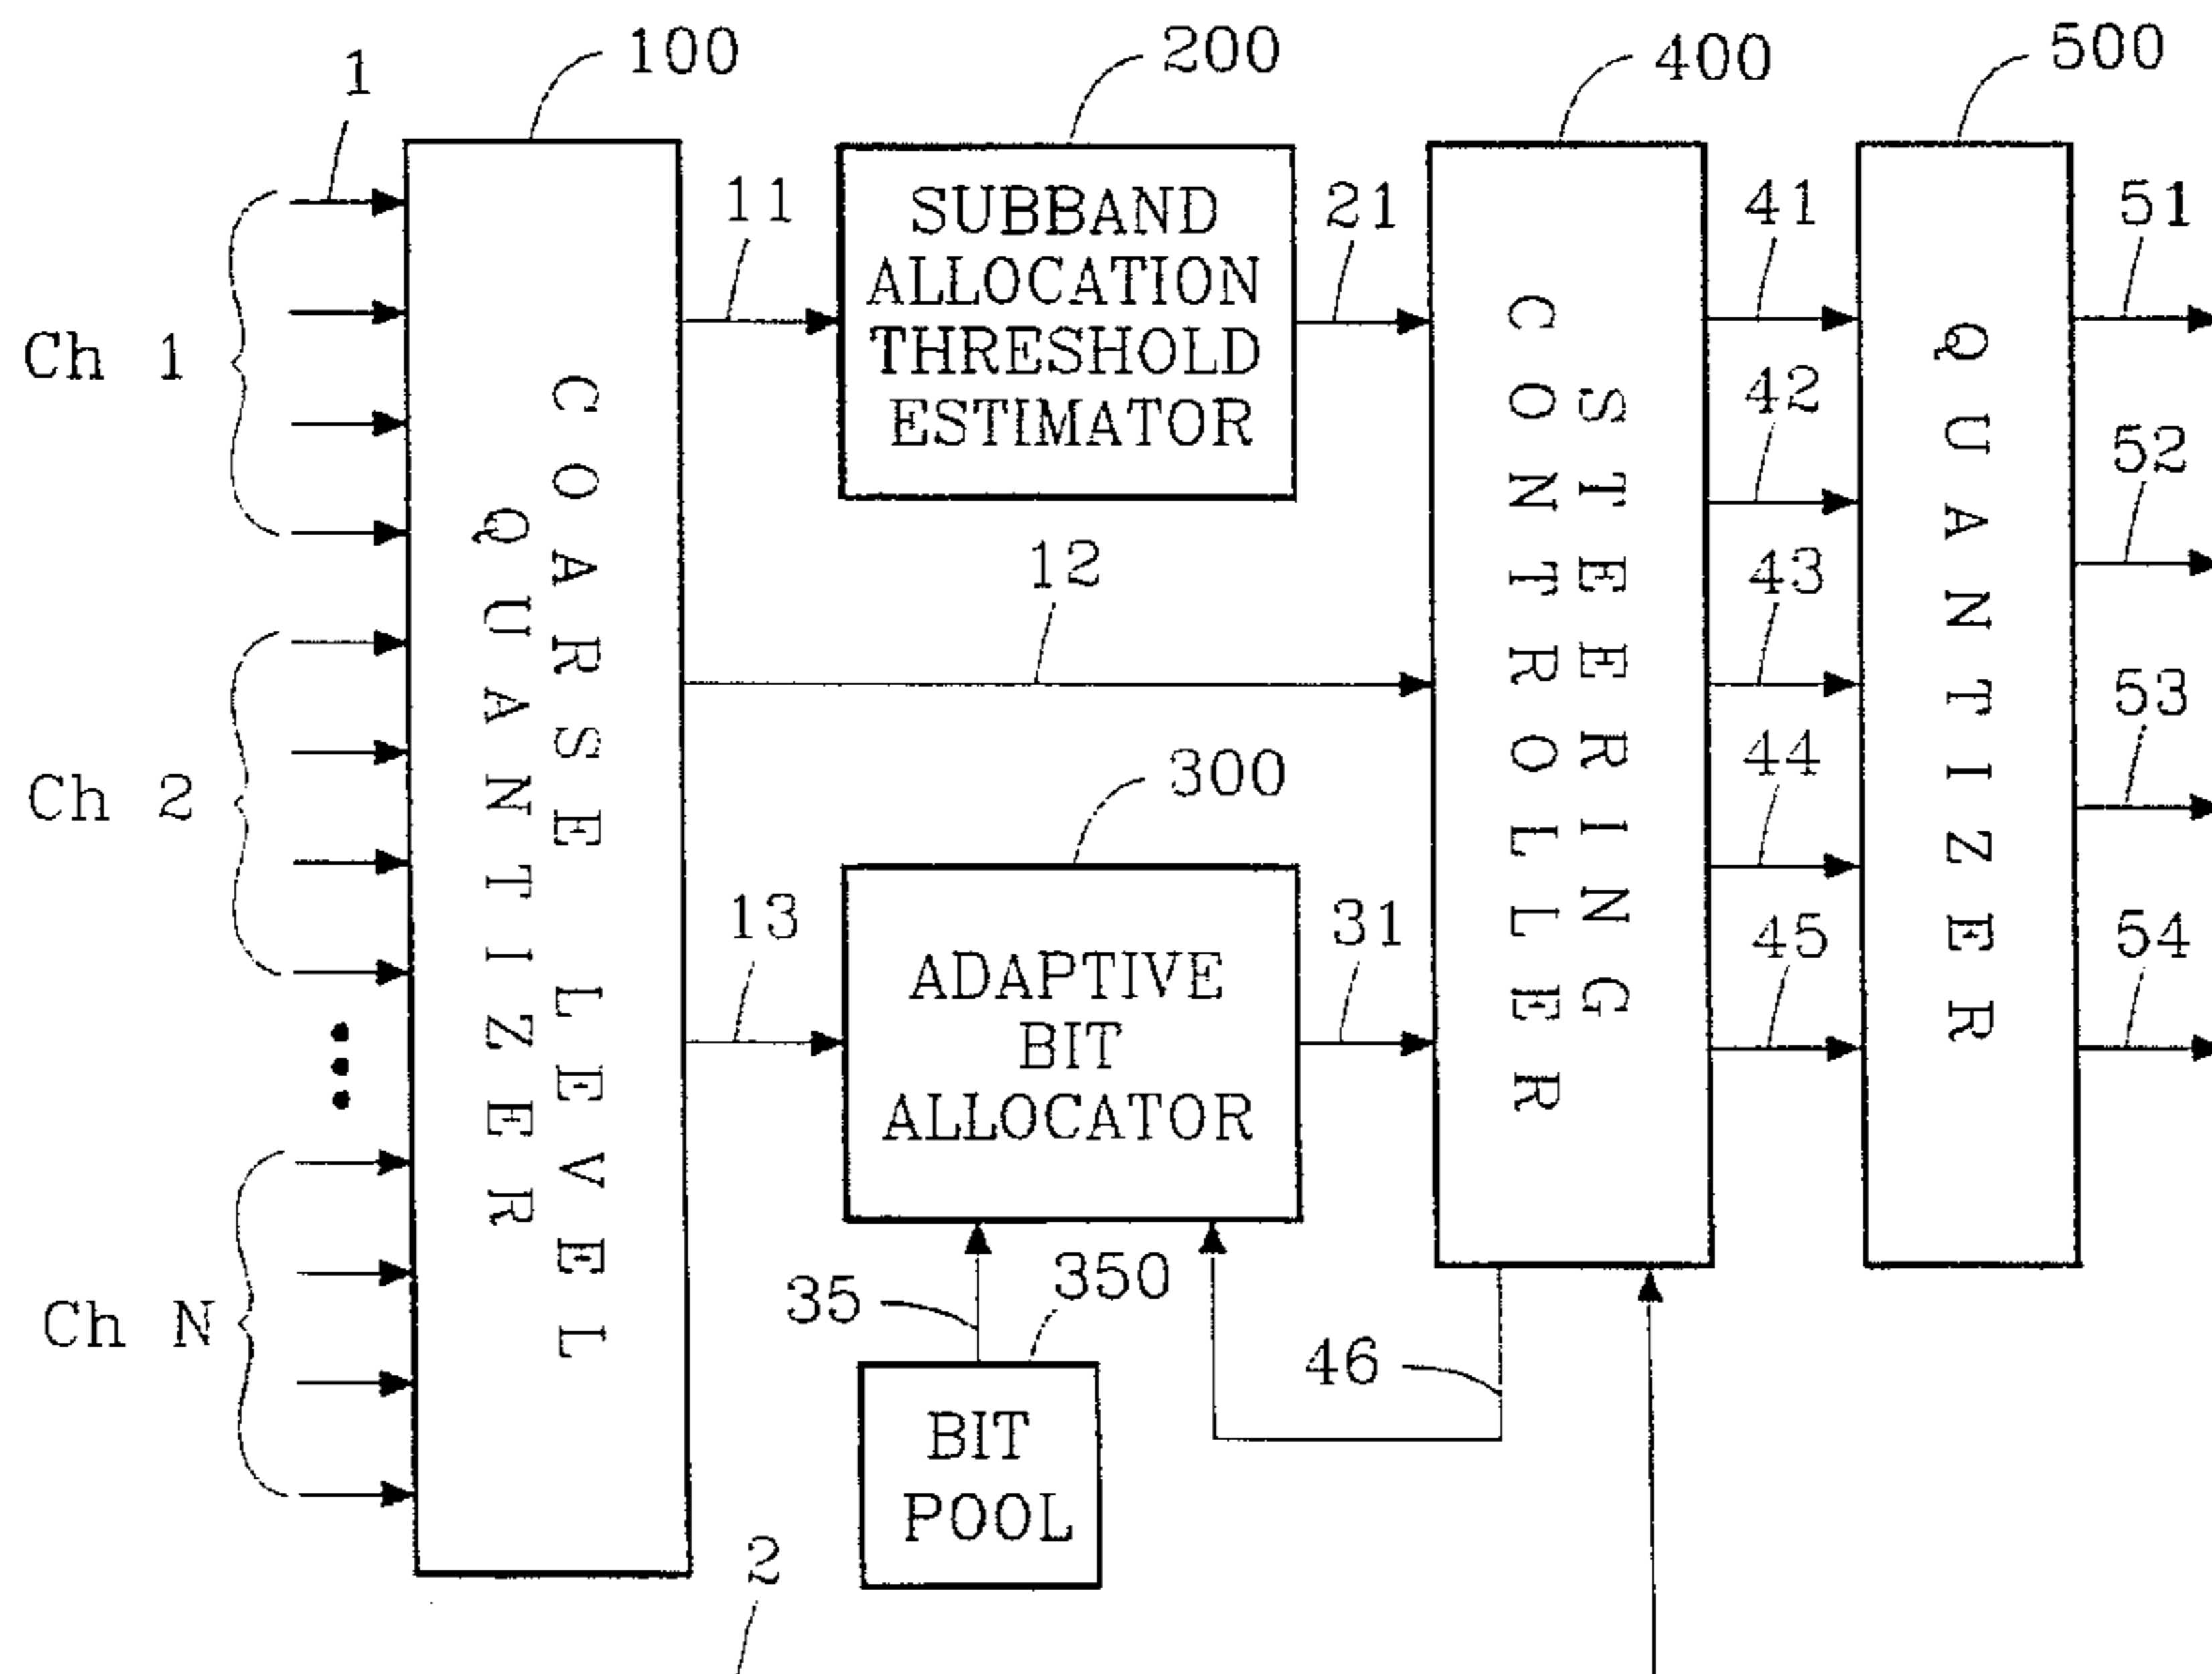 100
200
400
500
1
11
21
41
51
SUBBAND
ALLOCATION
THRESHOLD
ESTIMATOR
Ch 1
42
52
12
43
53
COARSE LEVEL
QUANTIZER
STEERING
CONTROLLER
QUANTIZER
Ch 2
300
44
13
31
45
54
ADAPTIVE
BIT
ALLOCATOR
35
350
Ch N
46
BIT
POOL
2